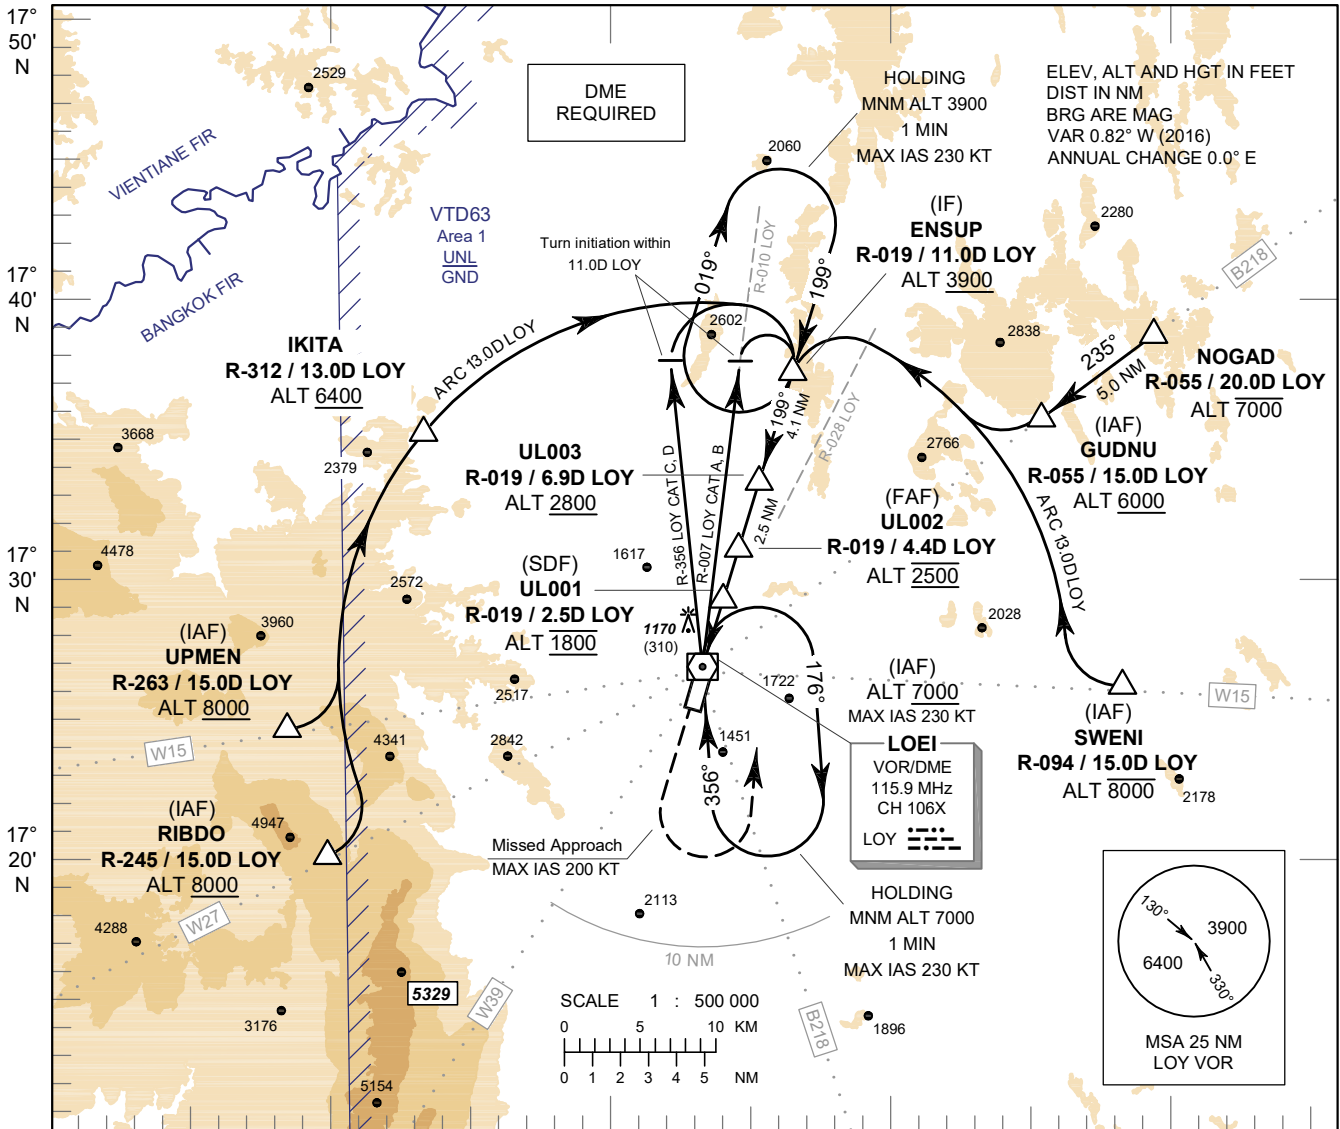 17°
50'
N
2529
DME
REQUIRED
HOLDING
MNM ALT 3900
1 MIN
MAX IAS 230 KT
ELEV, ALT AND HGT IN FEET
DIST IN NM
BRG ARE MAG
VAR 0.82° W (2016)
ANNUAL CHANGE 0.0° E
VIENTIANE FIR
BANGKOK FIR
2060
VTD63
Area 1
UNL
GND
Turn initiation within
11.0D LOY
019°
R-010 LOY
199°
(IF)
ENSUP
R-019 / 11.0D LOY
ALT 3900
2280
B218
17°
40'
N
IKITA
R-312 / 13.0D LOY
ALT 6400
ARC 13.0D LOY
2602
2838
235°
5.0 NM
NOGAD
R-055 / 20.0D LOY
ALT 7000
199°
4.1 NM
R-028 LOY
3668
2379
UL003
R-019 / 6.9D LOY
ALT 2800
R-356 LOY CAT C, D
R-007 LOY CAT A, B
2766
(IAF)
GUDNU
R-055 / 15.0D LOY
ALT 6000
(FAF)
UL002
R-019 / 4.4D LOY
ALT 2500
2.5 NM
ARC 13.0D LOY
4478
17°
30'
N
1617
(SDF)
UL001
R-019 / 2.5D LOY
ALT 1800
2572
3960
1170
(310)
2028
(IAF)
UPMEN
R-263 / 15.0D LOY
ALT 8000
2517
1722
176°
(IAF)
ALT 7000
MAX IAS 230 KT
W15
W15
4341
2842
1451
356°
LOEI
VOR/DME
115.9 MHz
CH 106X
LOY
(IAF)
SWENI
R-094 / 15.0D LOY
ALT 8000
2178
(IAF)
RIBDO
R-245 / 15.0D LOY
ALT 8000
4947
17°
20'
N
Missed Approach
MAX IAS 200 KT
HOLDING
MNM ALT 7000
1 MIN
MAX IAS 230 KT
W27
4288
2113
10 NM
5329
3176
W39
B218
1896
SCALE 1 : 500 000
0 5 10 KM
0 1 2 3 4 5 NM
5154
130°
3900
6400
330°
MSA 25 NM
LOY VOR